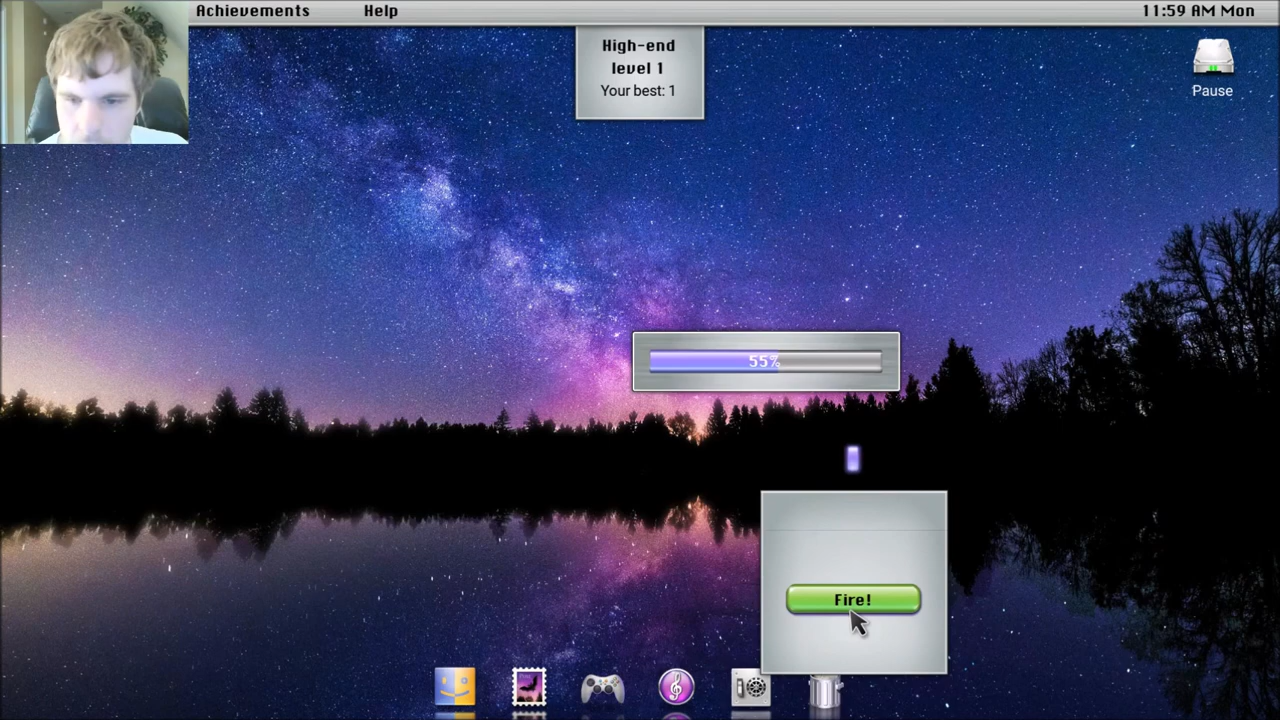 Achievements
Help
11:59 AM Mon
High-end
level 1
Your best: 1
Pause
55%
Fire!